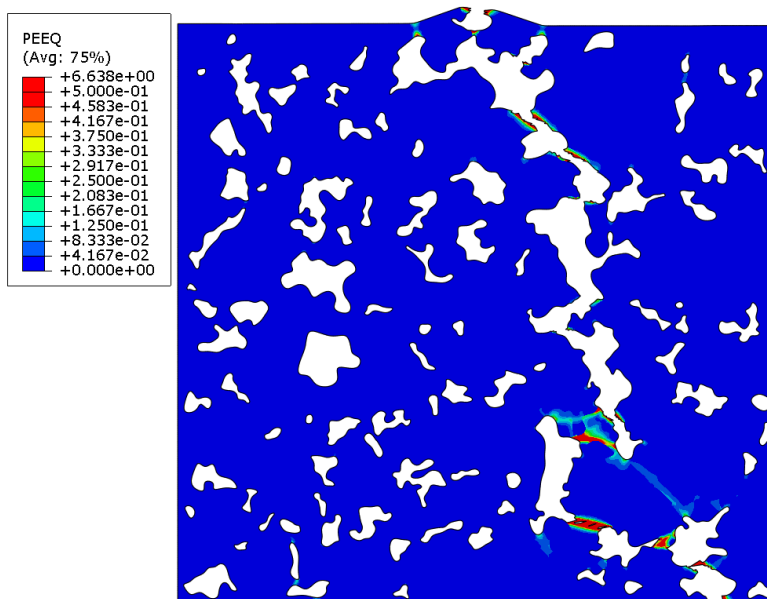 PEEQ
(Avg: 75%)
+6.638e+00
+5.000e-01
+4.583e-01
+4.167e-01
+3.750e-01
+3.333e-01
+2.917e-01
+2.500e-01
+2.083e-01
+1.667e-01
+1.250e-01
+8.333e-02
+4.167e-02
+0.000e+00